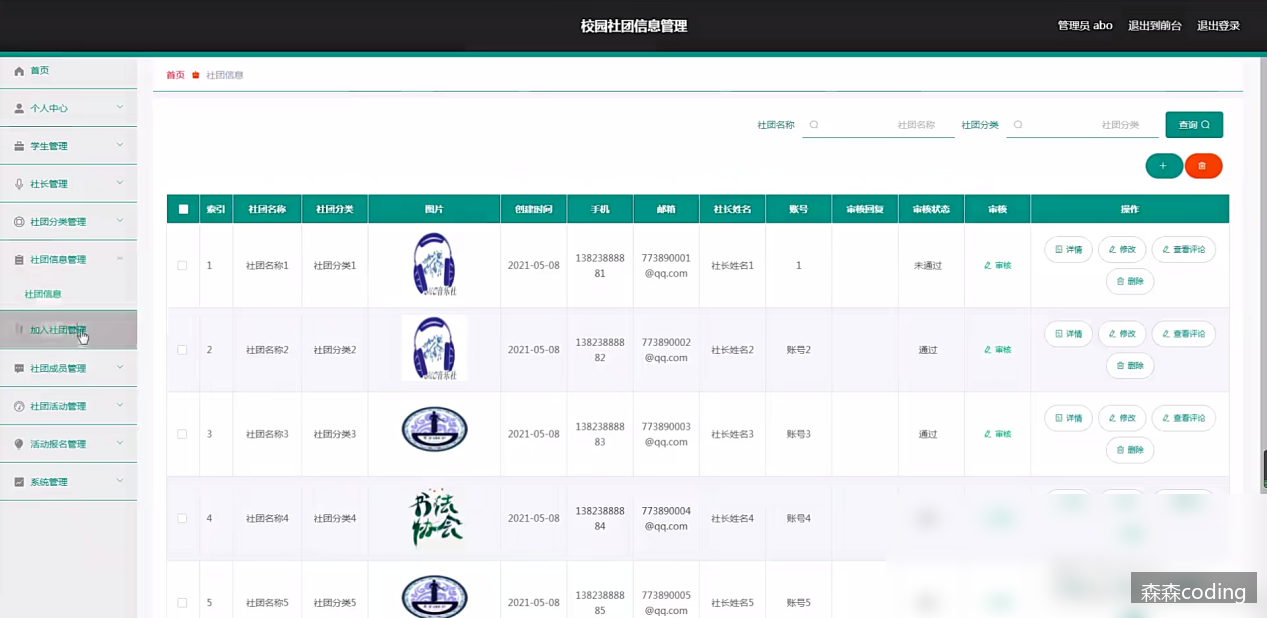 校园社团信息管理
管理员 abo 退出到前台 退出登录
首页
个人中心
学生管理
社长管理
社团分类管理
社团信息管理
社团信息
加入社团管理
社团成员管理
社团活动管理
活动报名管理
系统管理
首页 社团信息
社团名称 社团名称 社团分类 社团分类 查询
索引 社团名称 社团分类 图片 创建时间 手机 邮箱 社长姓名 账号 审核回复 审核状态 审核 操作
1 社团名称1 社团分类1 2021-05-08 13823888881 773890001@qq.com 社长姓名1 1 未通过 审核 详情 修改 查看评论 删除
2 社团名称2 社团分类2 2021-05-08 13823888882 773890002@qq.com 社长姓名2 账号2 通过 审核 详情 修改 查看评论 删除
3 社团名称3 社团分类3 2021-05-08 13823888883 773890003@qq.com 社长姓名3 账号3 通过 审核 详情 修改 查看评论 删除
4 社团名称4 社团分类4 书法协会 2021-05-08 13823888884 773890004@qq.com 社长姓名4 账号4
5 社团名称5 社团分类5 2021-05-08 13823888885 773890005@qq.com 社长姓名5 账号5
森森coding